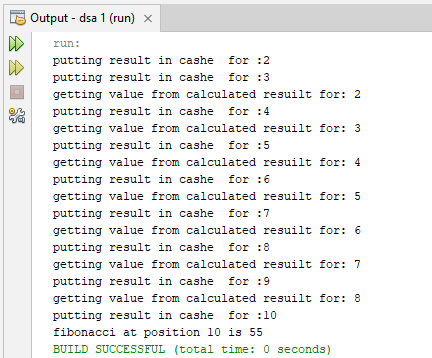 Output - dsa 1 (run) ×
run:
putting result in cashe  for :2
putting result in cashe  for :3
getting value from calculated resuilt for: 2
putting result in cashe  for :4
getting value from calculated resuilt for: 3
putting result in cashe  for :5
getting value from calculated resuilt for: 4
putting result in cashe  for :6
getting value from calculated resuilt for: 5
putting result in cashe  for :7
getting value from calculated resuilt for: 6
putting result in cashe  for :8
getting value from calculated resuilt for: 7
putting result in cashe  for :9
getting value from calculated resuilt for: 8
putting result in cashe  for :10
fibonacci at position 10 is 55
BUILD SUCCESSFUL (total time: 0 seconds)